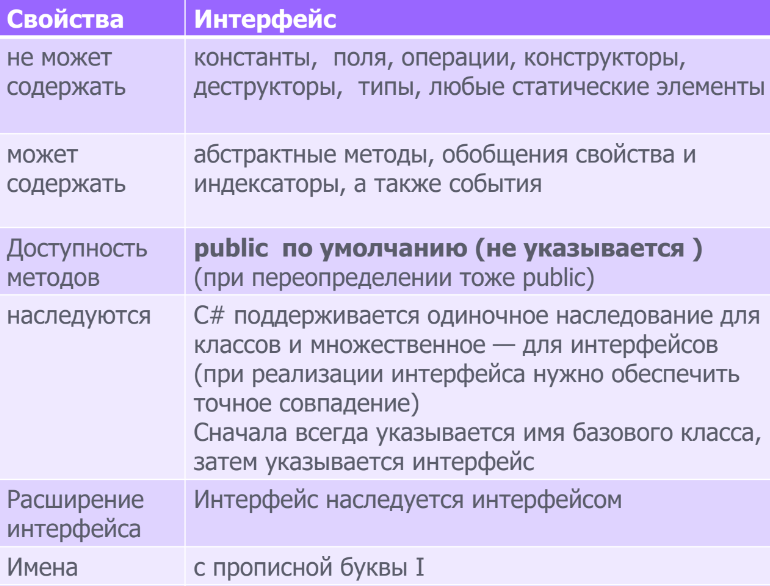 Свойства
Интерфейс
не может
содержать
константы,  поля, операции, конструкторы,
деструкторы,  типы, любые статические элементы
может
содержать
абстрактные методы, обобщения свойства и
индексаторы, а также события
Доступность
методов
public  по умолчанию (не указывается )
(при переопределении тоже public)
наследуются
C# поддерживается одиночное наследование для
классов и множественное — для интерфейсов
(при реализации интерфейса нужно обеспечить
точное совпадение)
Сначала всегда указывается имя базового класса,
затем указывается интерфейс
Расширение
интерфейса
Интерфейс наследуется интерфейсом
Имена
с прописной буквы I